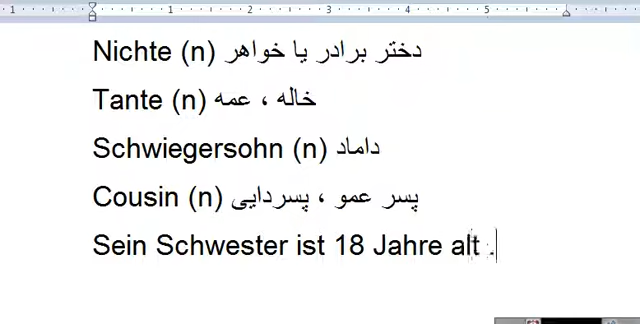 Nichte (n) دختر برادر یا خواهر
Tante (n) خاله ، عمه
Schwiegersohn (n) داماد
Cousin (n) پسر عمو ، پسردایی
Sein Schwester ist 18 Jahre alt .